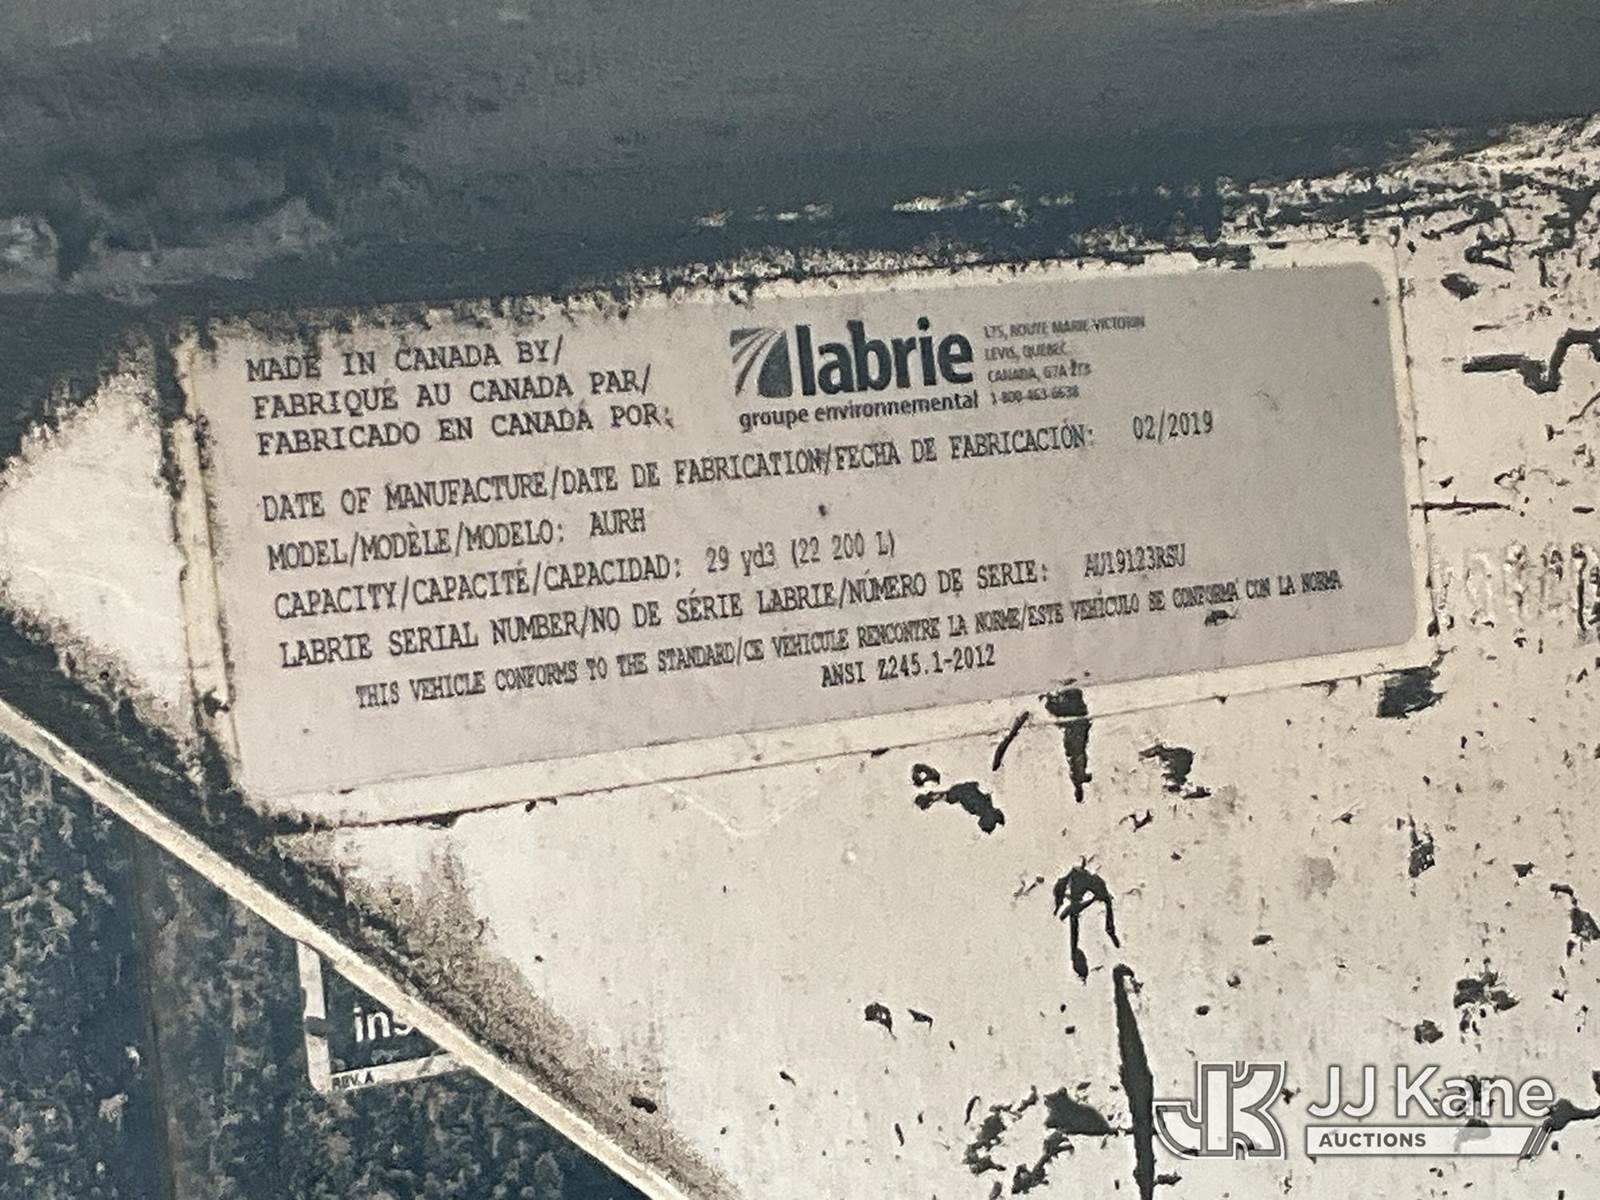 MADE IN CANADA BY/
FABRIQUÉ AU CANADA PAR/
FABRICADO EN CANADÁ POR:
labrie
groupe environnemental
175, ROUTE MARIE-VICTORIN
LEVIS, QUEBEC
CANADA, G7A 2T3
1-800-463-6638
DATE OF MANUFACTURE/DATE DE FABRICATION/FECHA DE FABRICACIÓN: 02/2019
MODEL/MODÈLE/MODELO: AURH
CAPACITY/CAPACITÉ/CAPACIDAD: 29 yd3 (22 200 L)
LABRIE SERIAL NUMBER/NO DE SÉRIE LABRIE/NÚMERO DE SERIE: AU19123RSU
THIS VEHICLE CONFORMS TO THE STANDARD/CE VÉHICULE RENCONTRE LA NORME/ESTE VEHÍCULO SE CONFORMA CON LA NORMA
ANSI Z245.1-2012
REV. A
JJ Kane
AUCTIONS